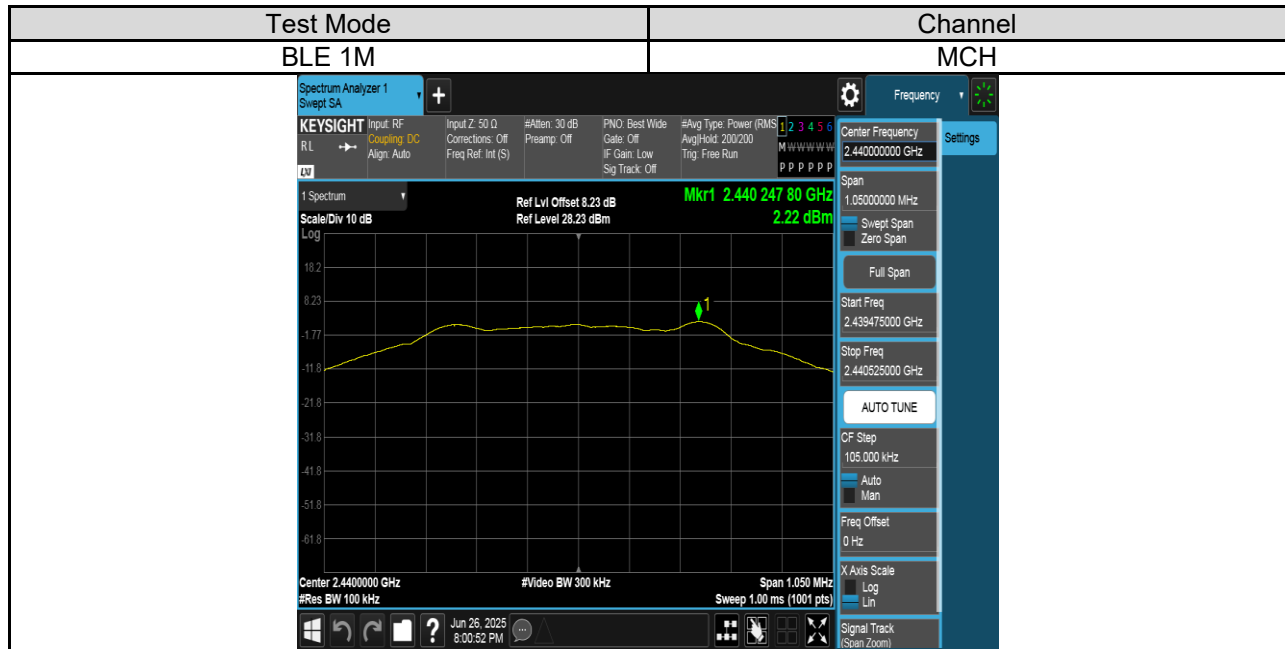 Test Mode Channel
BLE 1M MCH
Spectrum Analyzer 1
Swept SA
+
Frequency
KEYSIGHT
RL
LXI
Input: RF
Coupling: DC
Align: Auto
Input Z: 50 Ω
Corrections: Off
Freq Ref: Int (S)
#Atten: 30 dB
Preamp: Off
PNO: Best Wide
Gate: Off
IF Gain: Low
Sig Track: Off
#Avg Type: Power (RMS
Avg|Hold: 200/200
Trig: Free Run
1 2 3 4 5 6
M W W W W W
P P P P P P
1 Spectrum
Scale/Div 10 dB
Log
Ref Lvl Offset 8.23 dB
Ref Level 28.23 dBm
Mkr1 2.440 247 80 GHz
2.22 dBm
18.2
8.23
-1.77
-11.8
-21.8
-31.8
-41.8
-51.8
-61.8
1
Center 2.4400000 GHz
#Res BW 100 kHz
#Video BW 300 kHz
Span 1.050 MHz
Sweep 1.00 ms (1001 pts)
Center Frequency
2.440000000 GHz
Settings
Span
1.05000000 MHz
Swept Span
Zero Span
Full Span
Start Freq
2.439475000 GHz
Stop Freq
2.440525000 GHz
AUTO TUNE
CF Step
105.000 kHz
Auto
Man
Freq Offset
0 Hz
X Axis Scale
Log
Lin
Signal Track
(Span Zoom)
?
Jun 26, 2025
8:00:52 PM